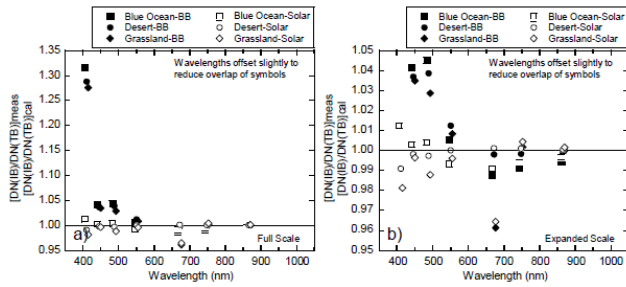 Blue Ocean-BB
Blue Ocean-Solar
Desert-BB
Desert-Solar
Grassland-BB
Grassland-Solar
1.35
1.30
1.25
1.20
1.15
1.10
1.05
1.00
0.95
[DN(IB)/DN(TB)]meas
[DN(IB)/DN(TB)]cal
Wavelengths offset slightly to
reduce overlap of symbols
a)
Full Scale
400 500 600 700 800 900 1000
Wavelength (nm)
Blue Ocean-BB
Blue Ocean-Solar
Desert-BB
Desert-Solar
Grassland-BB
Grassland-Solar
1.05
1.04
1.03
1.02
1.01
1.00
0.99
0.98
0.97
0.96
[DN(IB)/DN(TB)]meas
[DN(IB)/DN(TB)]cal
Wavelengths offset slightly to
reduce overlap of symbols
b)
Expanded Scale
300 400 500 600 700 800 900 1000
Wavelength (nm)